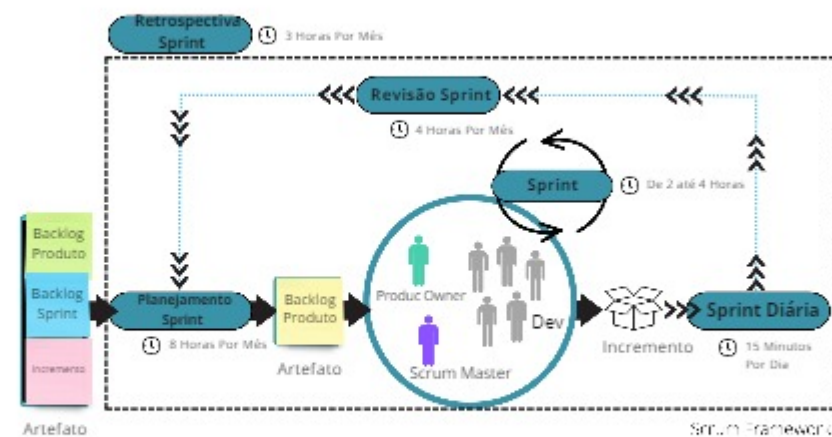 Retrospectiva
Sprint
3 Horas Por Mês
Revisão Sprint
4 Horas Por Mês
Sprint
De 2 até 4 Horas
Backlog
Produto
Backlog
Sprint
Incremento
Artefato
Planejamento
Sprint
8 Horas Por Mês
Backlog
Produto
Artefato
Produc Owner
Dev
Scrum Master
Incremento
Sprint Diária
15 Minutos
Por Dia
Scrum Framework